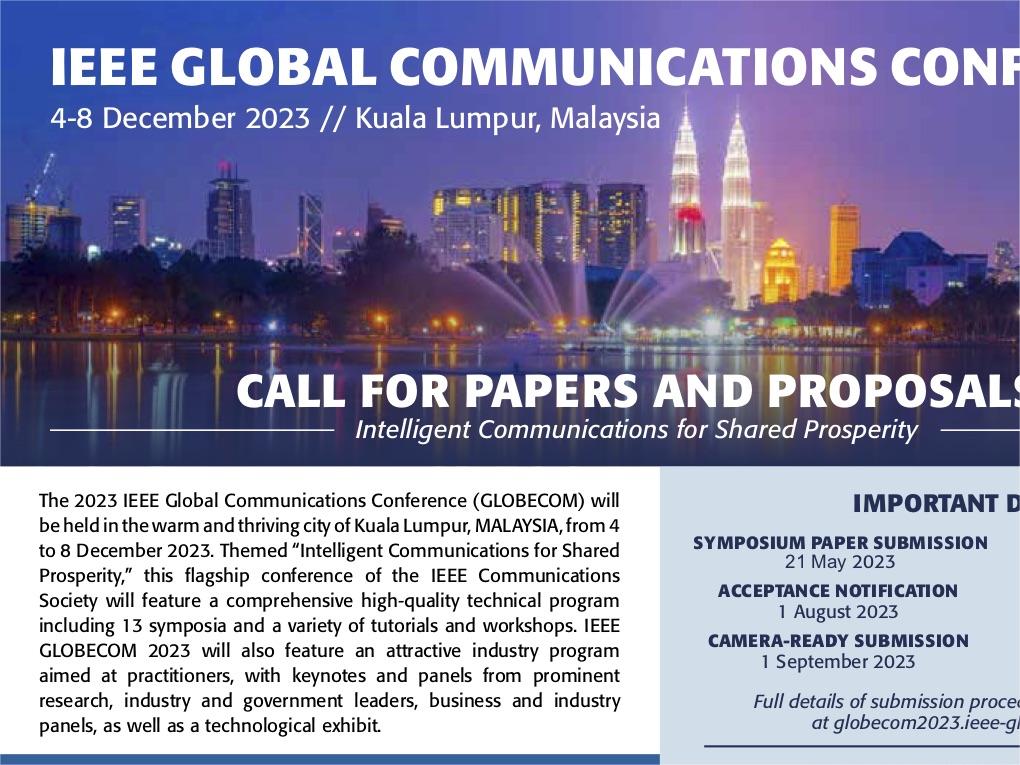 IEEE GLOBAL COMMUNICATIONS CONF
4-8 December 2023 // Kuala Lumpur, Malaysia
CALL FOR PAPERS AND PROPOSALS
Intelligent Communications for Shared Prosperity
The 2023 IEEE Global Communications Conference (GLOBECOM) will
be held in the warm and thriving city of Kuala Lumpur, MALAYSIA, from 4
to 8 December 2023. Themed “Intelligent Communications for Shared
Prosperity,” this flagship conference of the IEEE Communications
Society will feature a comprehensive high-quality technical program
including 13 symposia and a variety of tutorials and workshops. IEEE
GLOBECOM 2023 will also feature an attractive industry program
aimed at practitioners, with keynotes and panels from prominent
research, industry and government leaders, business and industry
panels, as well as a technological exhibit.
IMPORTANT D
SYMPOSIUM PAPER SUBMISSION
21 May 2023
ACCEPTANCE NOTIFICATION
1 August 2023
CAMERA-READY SUBMISSION
1 September 2023
Full details of submission proce
at globecom2023.ieee-gl